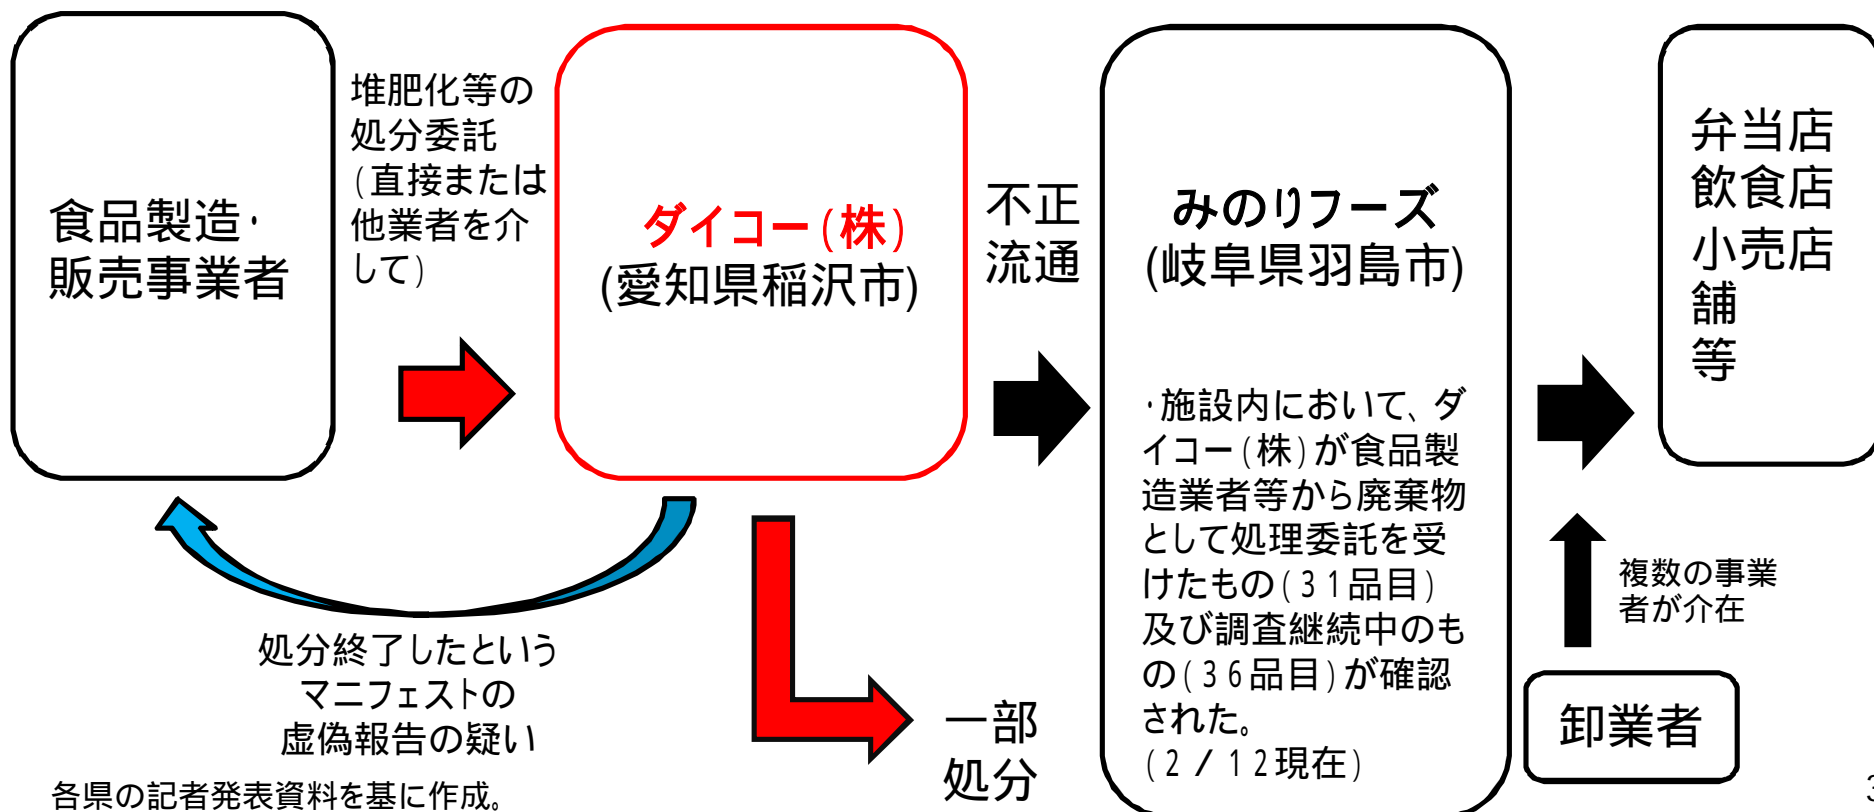 食品製造・
販売事業者
堆肥化等の
処分委託
(直接または
他業者を介
して)
ダイコー(株)
(愛知県稲沢市)
不正
流通
みのりフーズ
(岐阜県羽島市)
・施設内において、ダ
イコー(株)が食品製
造業者等から廃棄物
として処理委託を受
けたもの(31品目)
及び調査継続中のも
の(36品目)が確認
された。
(2/12現在)
弁当店
飲食店
小売店
舗
等
複数の事業
者が介在
卸業者
処分終了したという
マニフェストの
虚偽報告の疑い
一部
処分
各県の記者発表資料を基に作成。
3